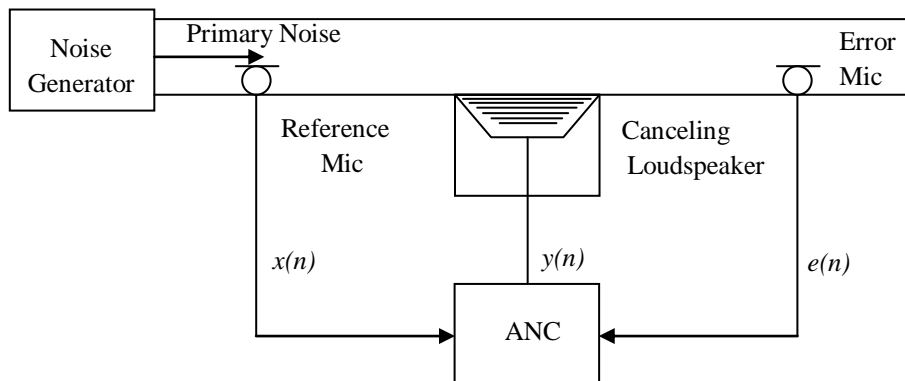 Primary Noise
Noise
Generator
Error
Mic
Reference
Mic
Canceling
Loudspeaker
x(n)
y(n)
e(n)
ANC